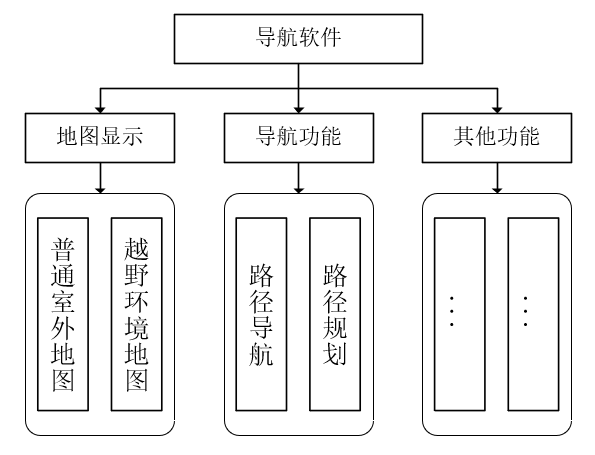 导航软件
地图显示
导航功能
其他功能
普通室外地图
越野环境地图
路径导航
路径规划
⋮
⋮